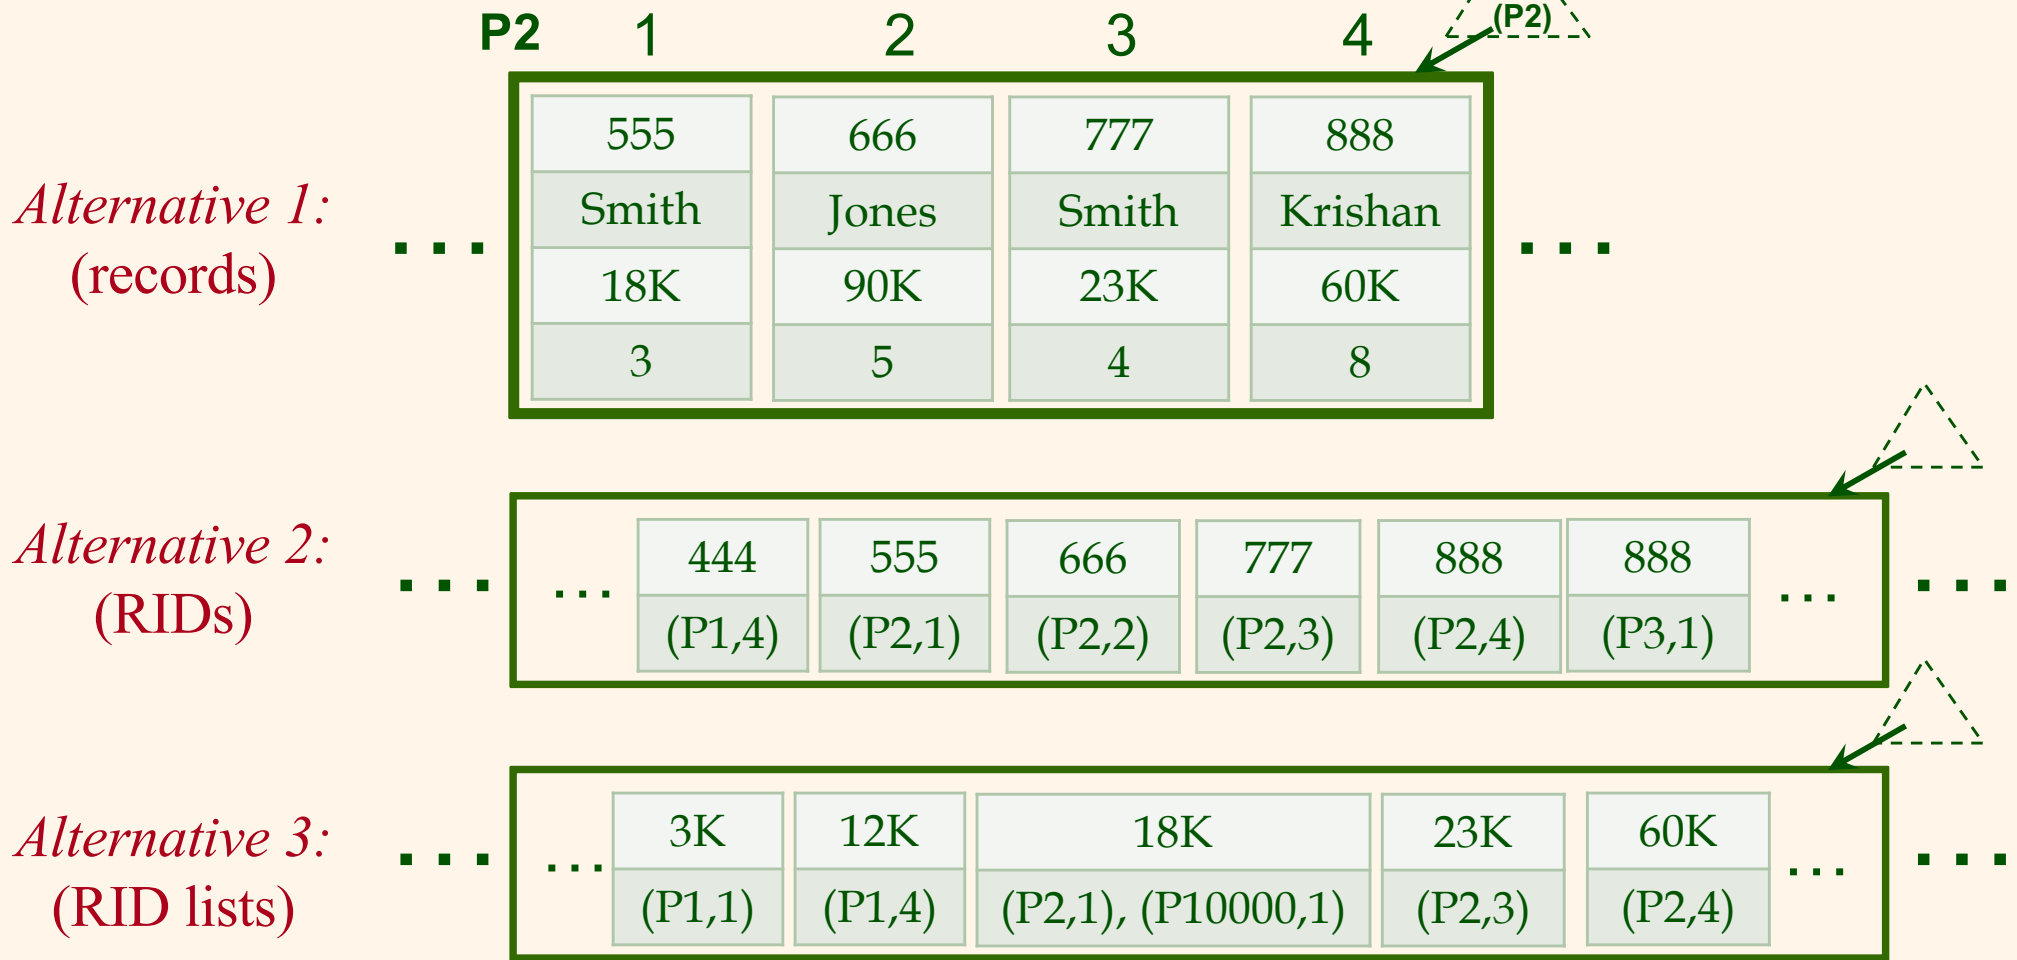 (P2)
P2 1 2 3 4
Alternative 1:
(records)
... 555 666 777 888 ...
Smith Jones Smith Krishan
18K 90K 23K 60K
3 5 4 8
Alternative 2:
(RIDs)
... ... 444 555 666 777 888 888 ... ...
(P1,4) (P2,1) (P2,2) (P2,3) (P2,4) (P3,1)
Alternative 3:
(RID lists)
... ... 3K 12K 18K 23K 60K ... ...
(P1,1) (P1,4) (P2,1), (P10000,1) (P2,3) (P2,4)